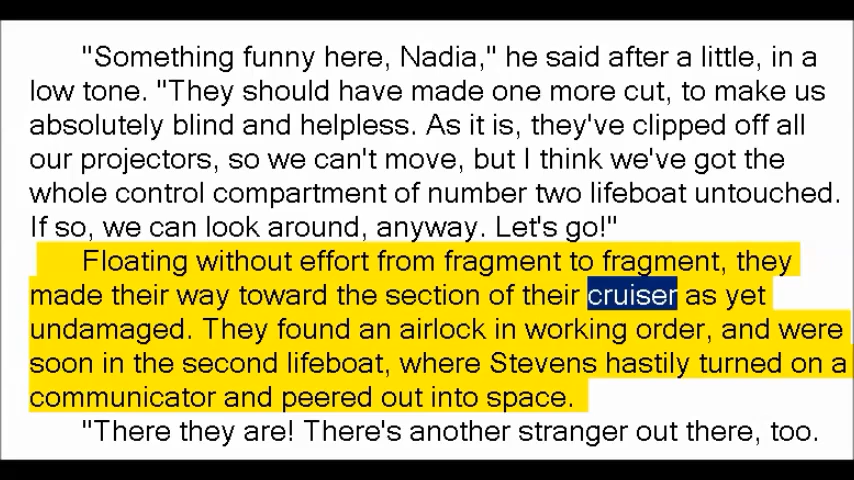 "Something funny here, Nadia," he said after a little, in a
low tone. "They should have made one more cut, to make us
absolutely blind and helpless. As it is, they've clipped off all
our projectors, so we can't move, but I think we've got the
whole control compartment of number two lifeboat untouched.
If so, we can look around, anyway. Let's go!"
Floating without effort from fragment to fragment, they
made their way toward the section of their cruiser as yet
undamaged. They found an airlock in working order, and were
soon in the second lifeboat, where Stevens hastily turned on a
communicator and peered out into space.
"There they are! There's another stranger out there, too.